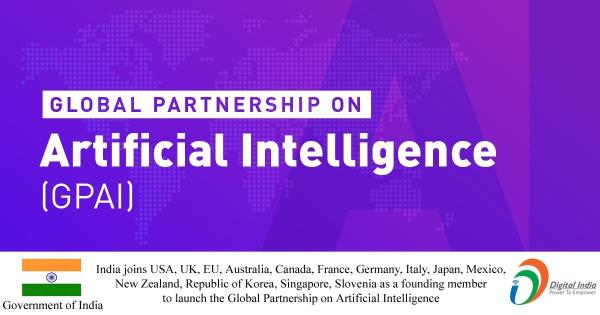 GLOBAL PARTNERSHIP ON
Artificial Intelligence
(GPAI)
India joins USA, UK, EU, Australia, Canada, France, Germany, Italy, Japan, Mexico,
New Zealand, Republic of Korea, Singapore, Slovenia as a founding member
to launch the Global Partnership on Artificial Intelligence
Government of India
Digital India
Power To Empower